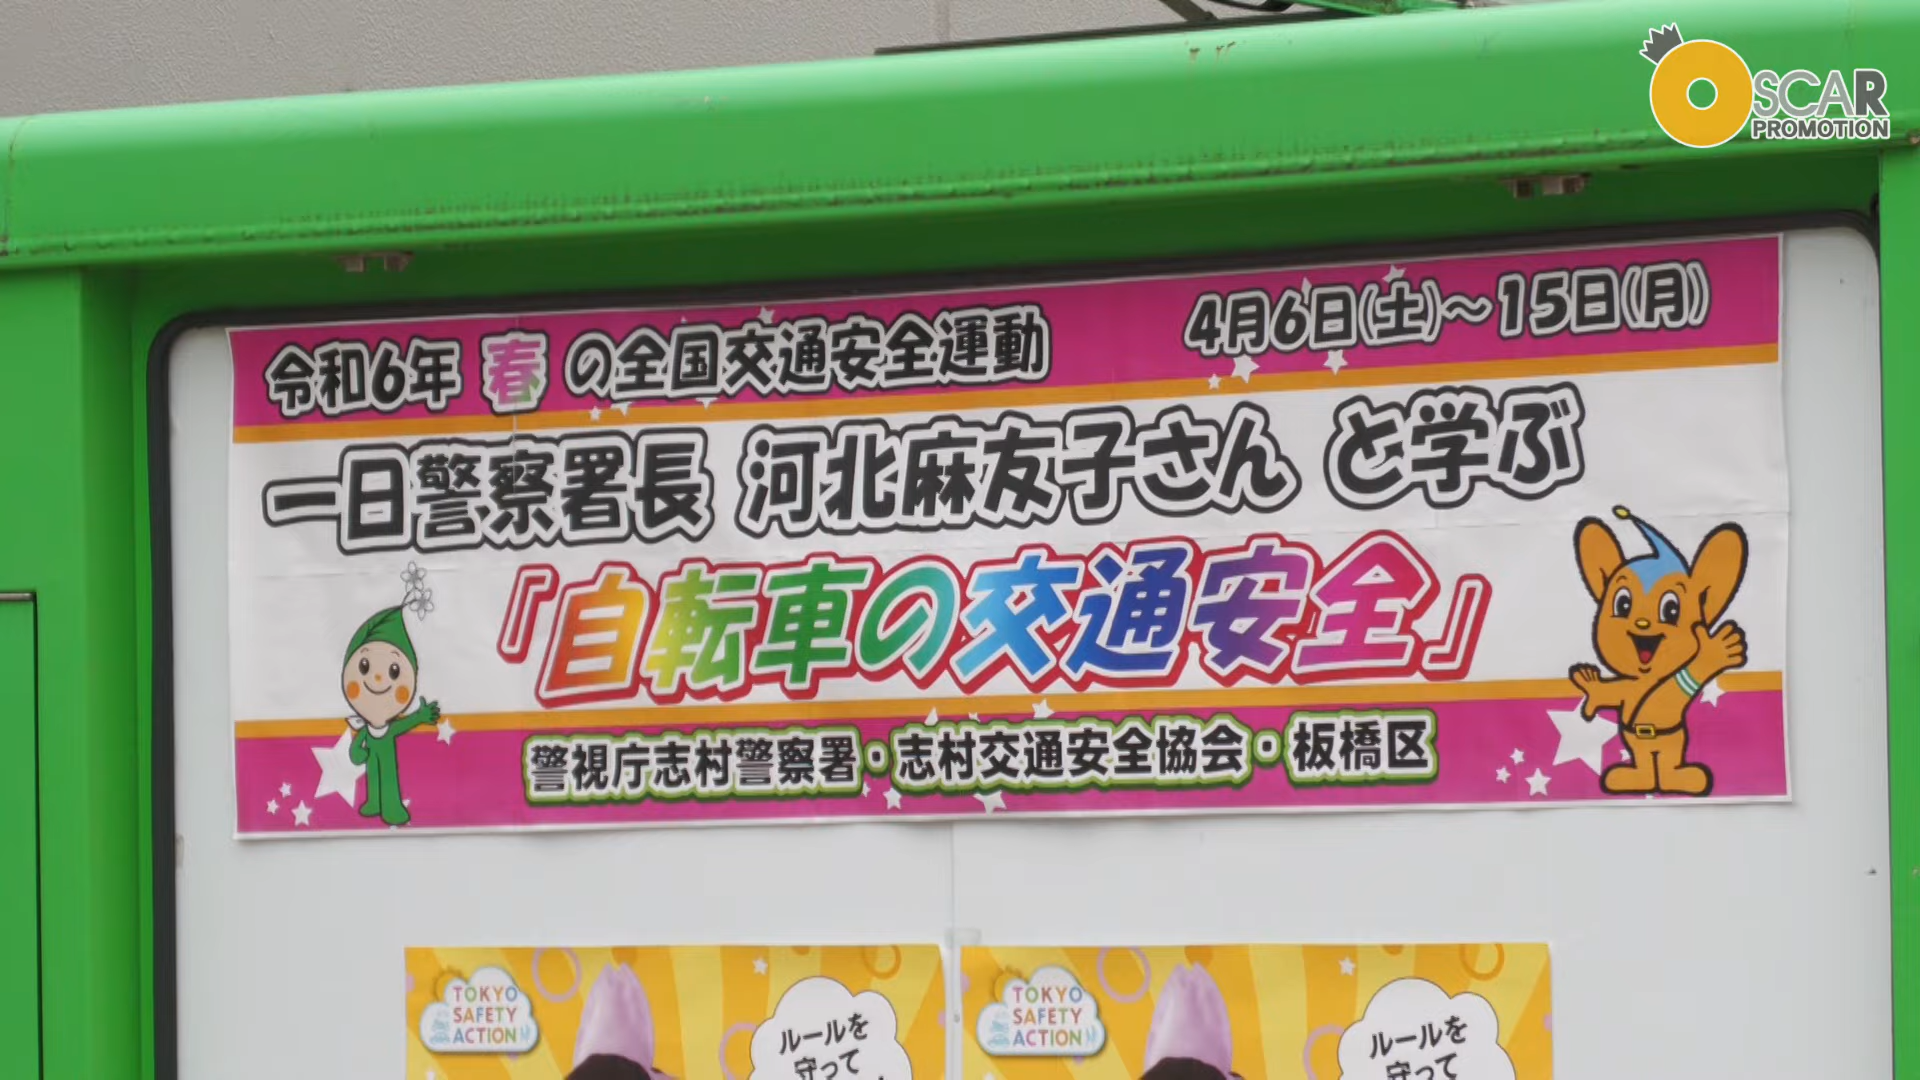 OSCAR
PROMOTION
令和6年 春 の全国交通安全運動 4月6日(土)～15日(月)
一日警察署長 河北麻友子さん と学ぶ
『自転車の交通安全』
警視庁志村警察署・志村交通安全協会・板橋区
TOKYO
SAFETY
ACTION
ルールを
守って
TOKYO
SAFETY
ACTION
ルールを
守って